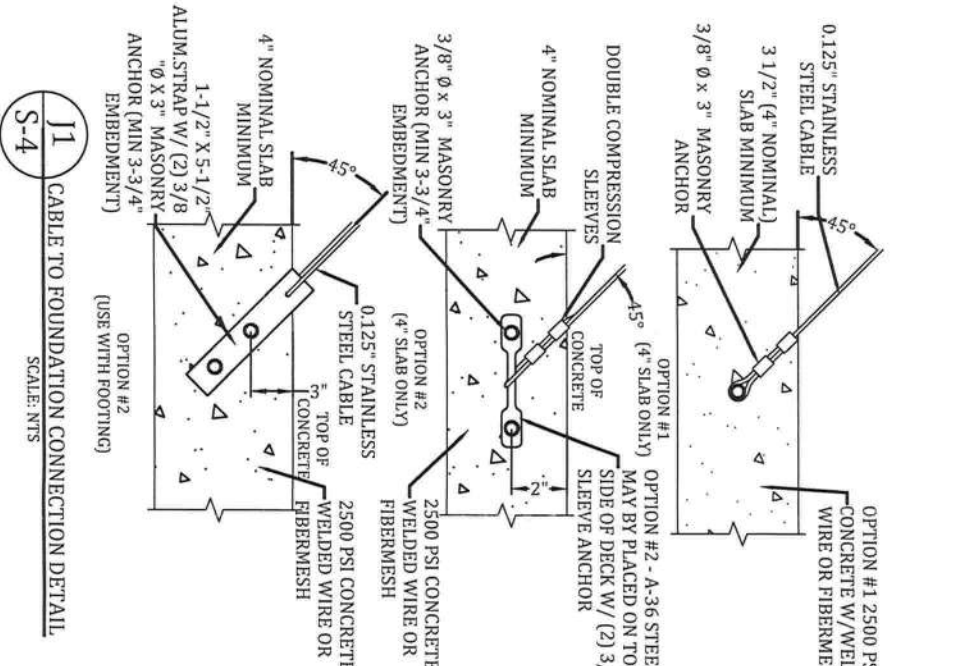 0.125" STAINLESS
STEEL CABLE
3 1/2" (4" NOMINAL)
SLAB MINIMUM
3/8" Ø x 3" MASONRY
ANCHOR
45°
OPTION #1
(4" SLAB ONLY)
OPTION #1 2500
CONCRETE
WIRE OR
DOUBLE COMPRESSION
SLEEVES
4" NOMINAL SLAB
MINIMUM
3/8" Ø x 3" MASONRY
ANCHOR (MIN 3-3/4"
EMBEDMENT)
45°
TOP OF
CONCRETE
2"
OPTION #2
(4" SLAB ONLY)
OPTION #2 - A-36
MAY BY PLACED ON
SIDE OF DECK W/ (2)
SLEEVE ANCHOR
2500 PSI CONCRETE
WELDED WIRE OR
FIBERMESH
4" NOMINAL SLAB
MINIMUM
1-1/2" X 5-1/2"
ALUM.STRAP W/ (2) 3/8
"Ø X 3" MASONRY
ANCHOR (MIN 3-3/4"
EMBEDMENT)
45°
0.125" STAINLESS
STEEL CABLE
3"
TOP OF
CONCRETE
2500 PSI CONCRETE
WELDED WIRE OR
FIBERMESH
OPTION #2
(USE WITH FOOTING)
J1
S-4
CABLE TO FOUNDATION CONNECTION DETAIL
SCALE: NTS